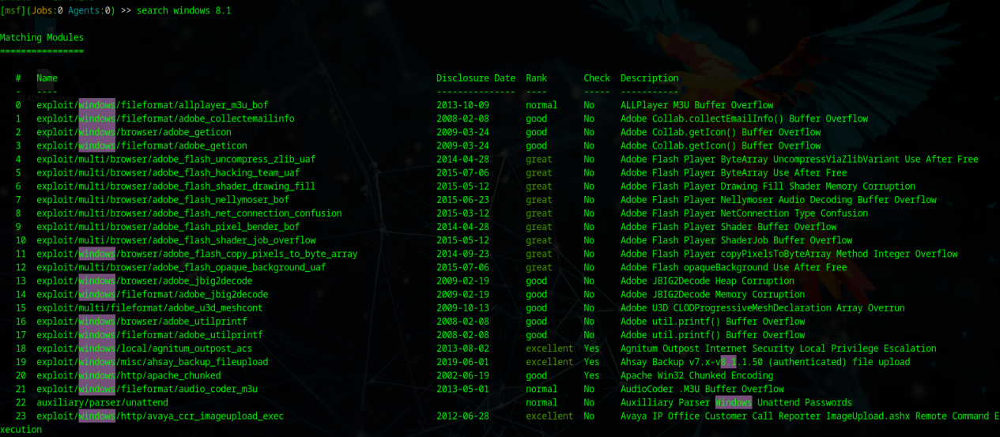 [msf](Jobs:0 Agents:0) >> search windows 8.1
Matching Modules
================
# Name Disclosure Date Rank Check Description
- ---- --------------- ---- ----- -----------
0 exploit/windows/fileformat/allplayer_m3u_bof 2013-10-09 normal No ALLPlayer M3U Buffer Overflow
1 exploit/windows/fileformat/adobe_collectemailinfo 2008-02-08 good No Adobe Collab.collectEmailInfo() Buffer Overflow
2 exploit/windows/browser/adobe_geticon 2009-03-24 good No Adobe Collab.getIcon() Buffer Overflow
3 exploit/windows/fileformat/adobe_geticon 2009-03-24 good No Adobe Collab.getIcon() Buffer Overflow
4 exploit/multi/browser/adobe_flash_uncompress_zlib_uaf 2014-04-28 great No Adobe Flash Player ByteArray UncompressViaZlibVariant Use After Free
5 exploit/multi/browser/adobe_flash_hacking_team_uaf 2015-07-06 great No Adobe Flash Player ByteArray Use After Free
6 exploit/multi/browser/adobe_flash_shader_drawing_fill 2015-05-12 great No Adobe Flash Player Drawing Fill Shader Memory Corruption
7 exploit/multi/browser/adobe_flash_nellymoser_bof 2015-06-23 great No Adobe Flash Player Nellymoser Audio Decoding Buffer Overflow
8 exploit/multi/browser/adobe_flash_net_connection_confusion 2015-03-12 great No Adobe Flash Player NetConnection Type Confusion
9 exploit/multi/browser/adobe_flash_pixel_bender_bof 2014-04-28 great No Adobe Flash Player Shader Buffer Overflow
10 exploit/multi/browser/adobe_flash_shader_job_overflow 2015-05-12 great No Adobe Flash Player ShaderJob Buffer Overflow
11 exploit/windows/browser/adobe_flash_copy_pixels_to_byte_array 2014-09-23 great No Adobe Flash Player copyPixelsToByteArray Method Integer Overflow
12 exploit/multi/browser/adobe_flash_opaque_background_uaf 2015-07-06 great No Adobe Flash Player opaqueBackground Use After Free
13 exploit/windows/browser/adobe_jbig2decode 2009-02-19 good No Adobe JBIG2Decode Heap Corruption
14 exploit/windows/fileformat/adobe_jbig2decode 2009-02-19 good No Adobe JBIG2Decode Memory Corruption
15 exploit/multi/fileformat/adobe_u3d_meshcont 2009-10-13 good No Adobe U3D CLODProgressiveMeshDeclaration Array Overrun
16 exploit/windows/browser/adobe_utilprintf 2008-02-08 good No Adobe util.printf() Buffer Overflow
17 exploit/windows/fileformat/adobe_utilprintf 2008-02-08 good No Adobe util.printf() Buffer Overflow
18 exploit/windows/local/agnitum_outpost_acs 2013-08-02 excellent Yes Agnitum Outpost Internet Security Local Privilege Escalation
19 exploit/windows/misc/ahsay_backup_fileupload 2019-06-01 excellent Yes Ahsay Backup v7.x-v8.1.1.50 (authenticated) file upload
20 exploit/windows/http/apache_chunked 2002-06-19 good Yes Apache Win32 Chunked Encoding
21 exploit/windows/fileformat/audio_coder_m3u 2013-05-01 normal No AudioCoder .M3U Buffer Overflow
22 auxiliary/parser/unattend normal No Auxilliary Parser Windows Unattend Passwords
23 exploit/windows/http/avaya_ccr_imageupload_exec 2012-06-28 excellent No Avaya IP Office Customer Call Reporter ImageUpload.ashx Remote Command E
xecution